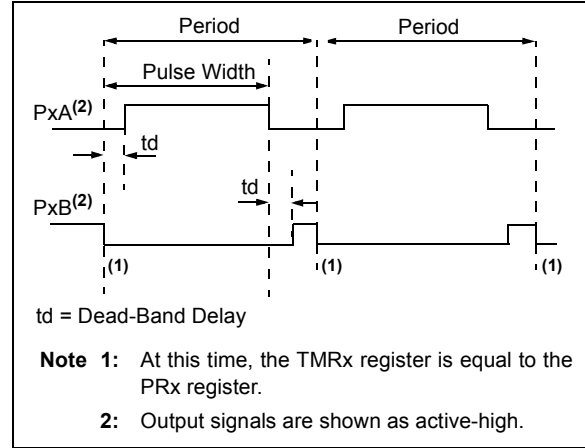 Period Period
Pulse Width
PxA(2)
td
td
PxB(2)
(1) (1) (1)
td = Dead-Band Delay
Note 1: At this time, the TMRx register is equal to the
PRx register.
2: Output signals are shown as active-high.